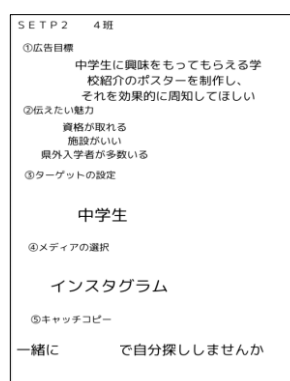 SETP2　４班
①広告目標
中学生に興味をもってもらえる学
校紹介のポスターを制作し、
それを効果的に周知してほしい
②伝えたい魅力
資格が取れる
施設がいい
県外入学者が多数いる
③ターゲットの設定
中学生
④メディアの選択
インスタグラム
⑤キャッチコピー
一緒に　　　で自分探ししませんか